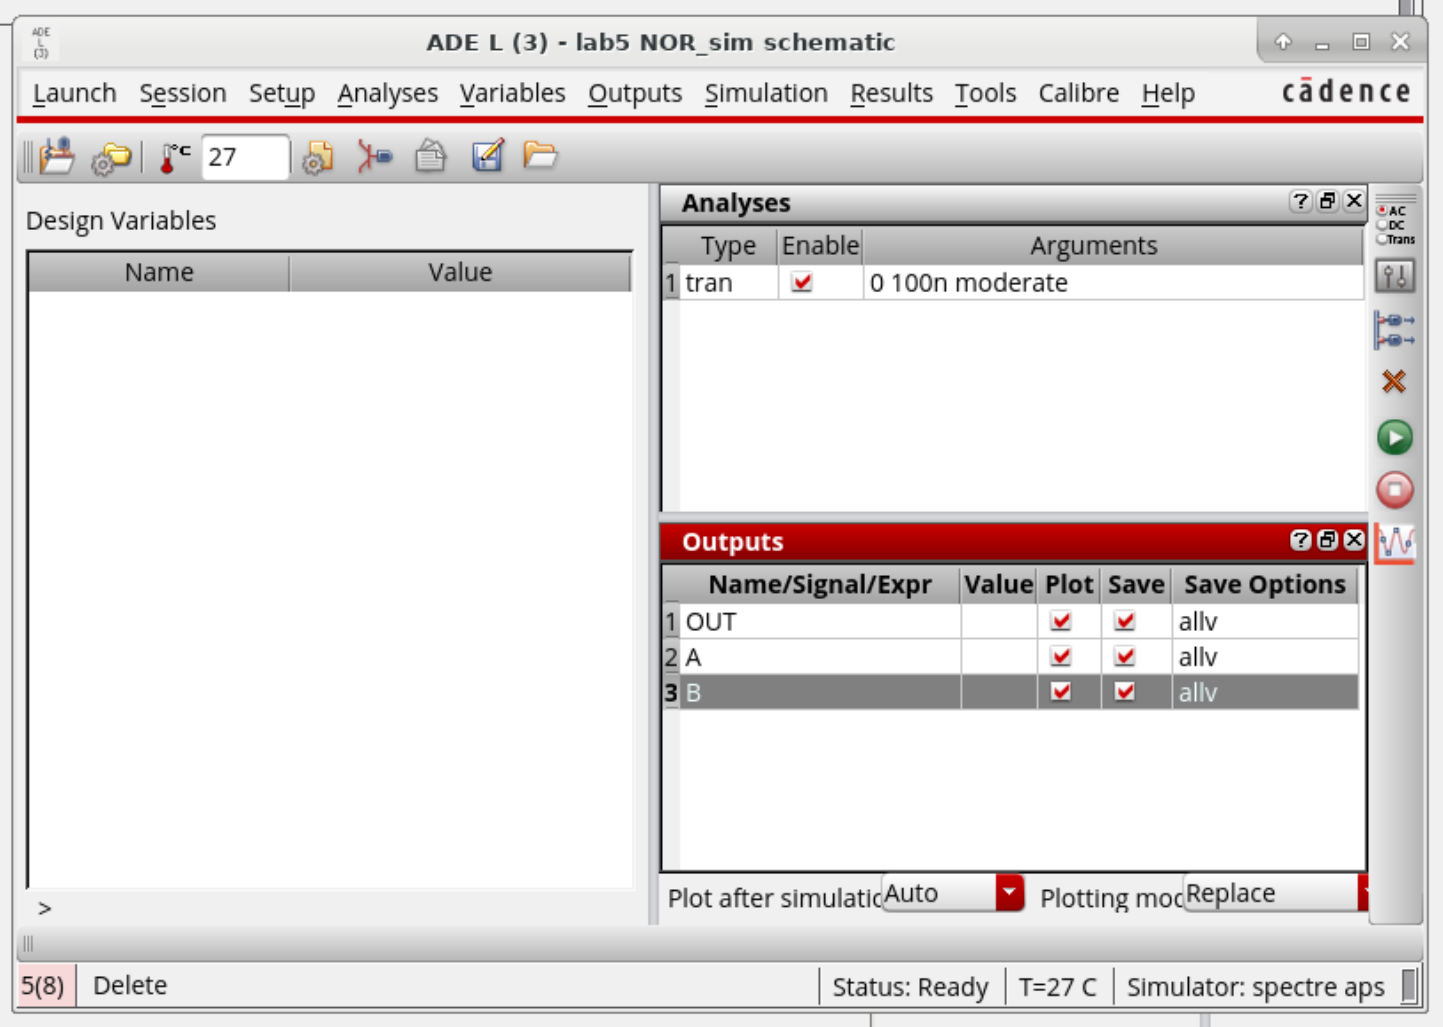 ADE
L
(3)
ADE L (3) - lab5 NOR_sim schematic
Launch Session Setup Analyses Variables Outputs Simulation Results Tools Calibre Help cādence
°C 27
Design Variables
Name Value
>
Analyses
Type Enable Arguments
1 tran 0 100n moderate
Outputs
Name/Signal/Expr Value Plot Save Save Options
1 OUT allv
2 A allv
3 B allv
Plot after simulatic Auto Plotting moc Replace
AC
DC
Trans
5(8) Delete Status: Ready T=27 C Simulator: spectre aps